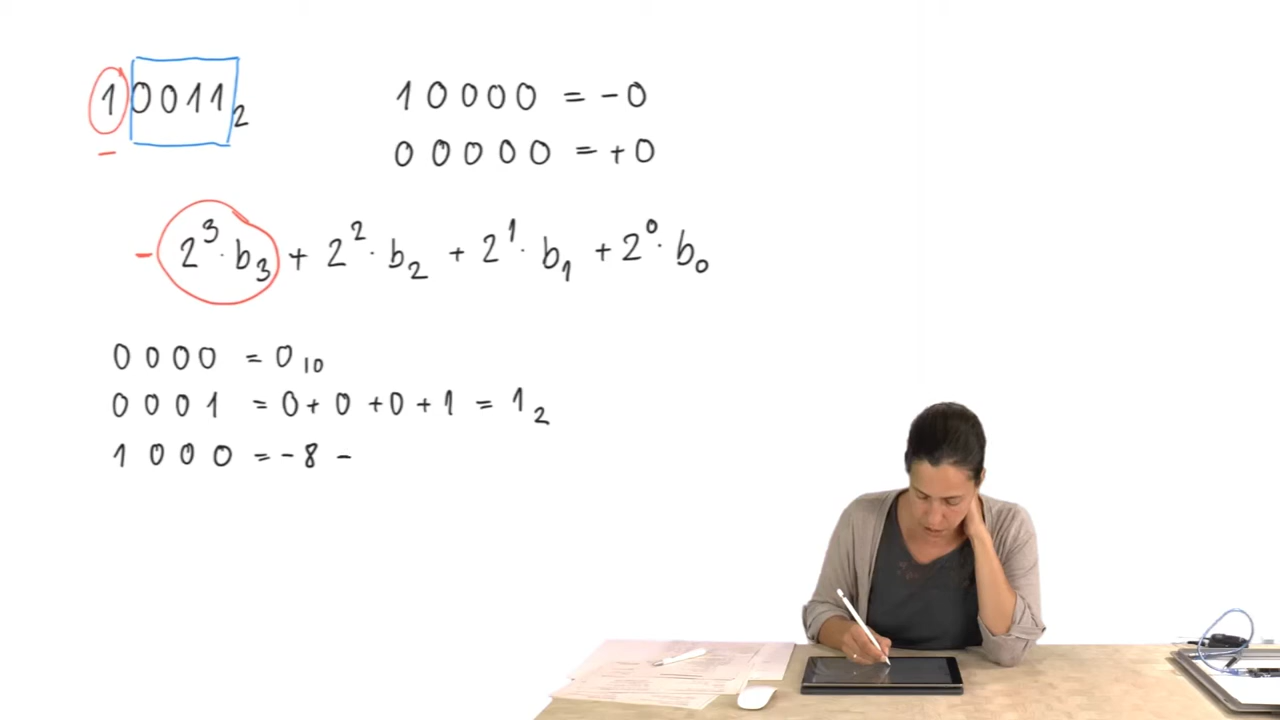 10011₂
−
10000 = −0
00000 = +0
−2³·b₃ + 2²·b₂ + 2¹·b₁ + 2⁰·b₀
0000 = 0₁₀
0001 = 0+0+0+1 = 1₂
1000 = −8 −